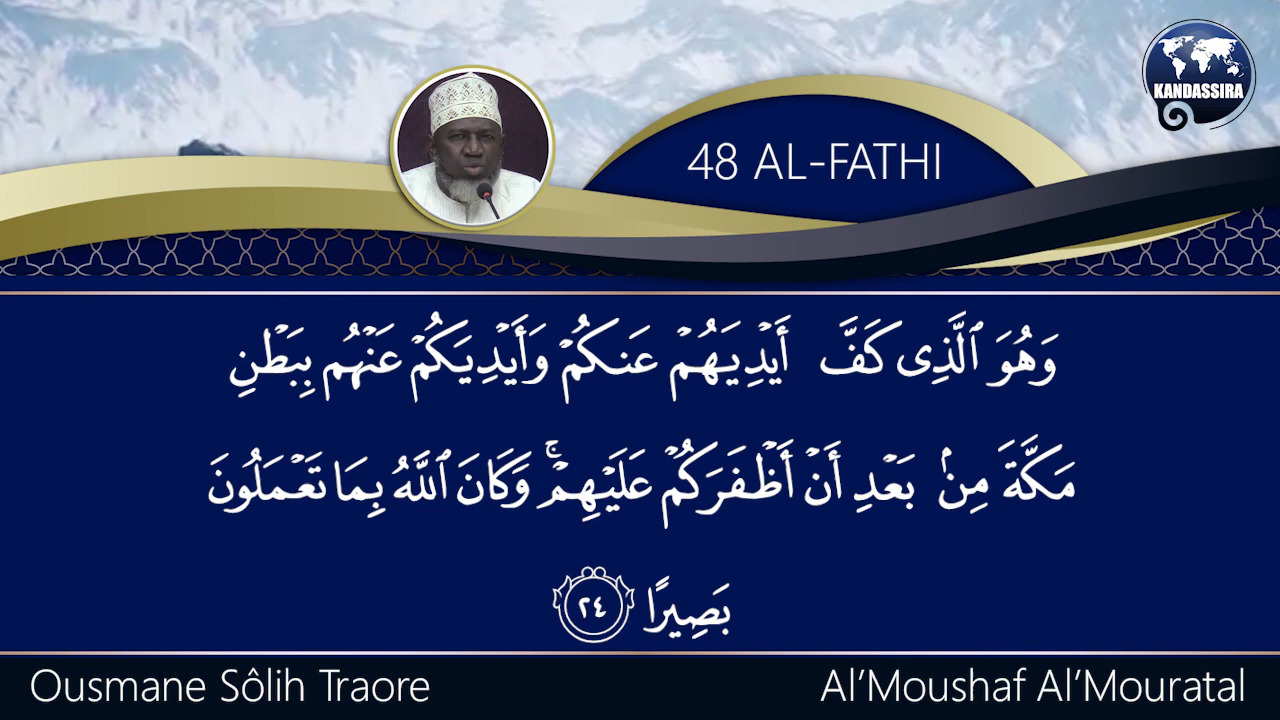 KANDASSIRA
48 AL-FATHI
وَهُوَ ٱلَّذِى كَفَّ أَيْدِيَهُمْ عَنكُمْ وَأَيْدِيَكُمْ عَنْهُم بِبَطْنِ
مَكَّةَ مِنۢ بَعْدِ أَنْ أَظْفَرَكُمْ عَلَيْهِمْ ۚ وَكَانَ ٱللَّهُ بِمَا تَعْمَلُونَ
بَصِيرًا ٢٤
Ousmane Sôlih Traore
Al’Moushaf Al’Mouratal